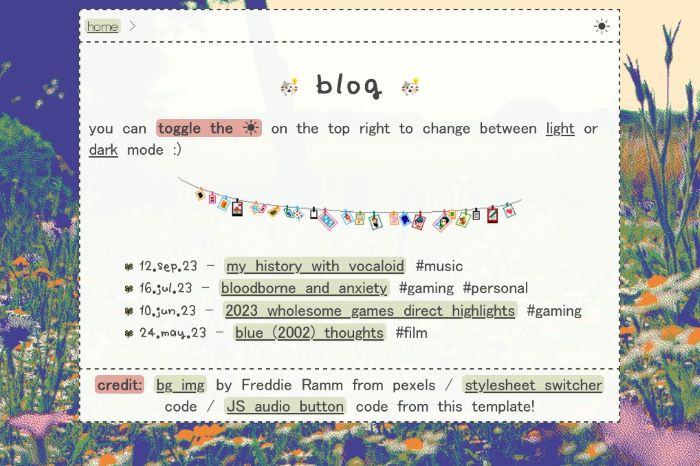 home
blog
you can toggle the ☀ on the top right to change between light or
dark mode :)
12.sep.23 – my history with vocaloid #music
16.jul.23 – bloodborne and anxiety #gaming #personal
10.jun.23 – 2023 wholesome games direct highlights #gaming
24.may.23 – blue (2002) thoughts #film
credit: bg img by Freddie Ramm from pexels / stylesheet switcher
code / JS audio button code from this template!